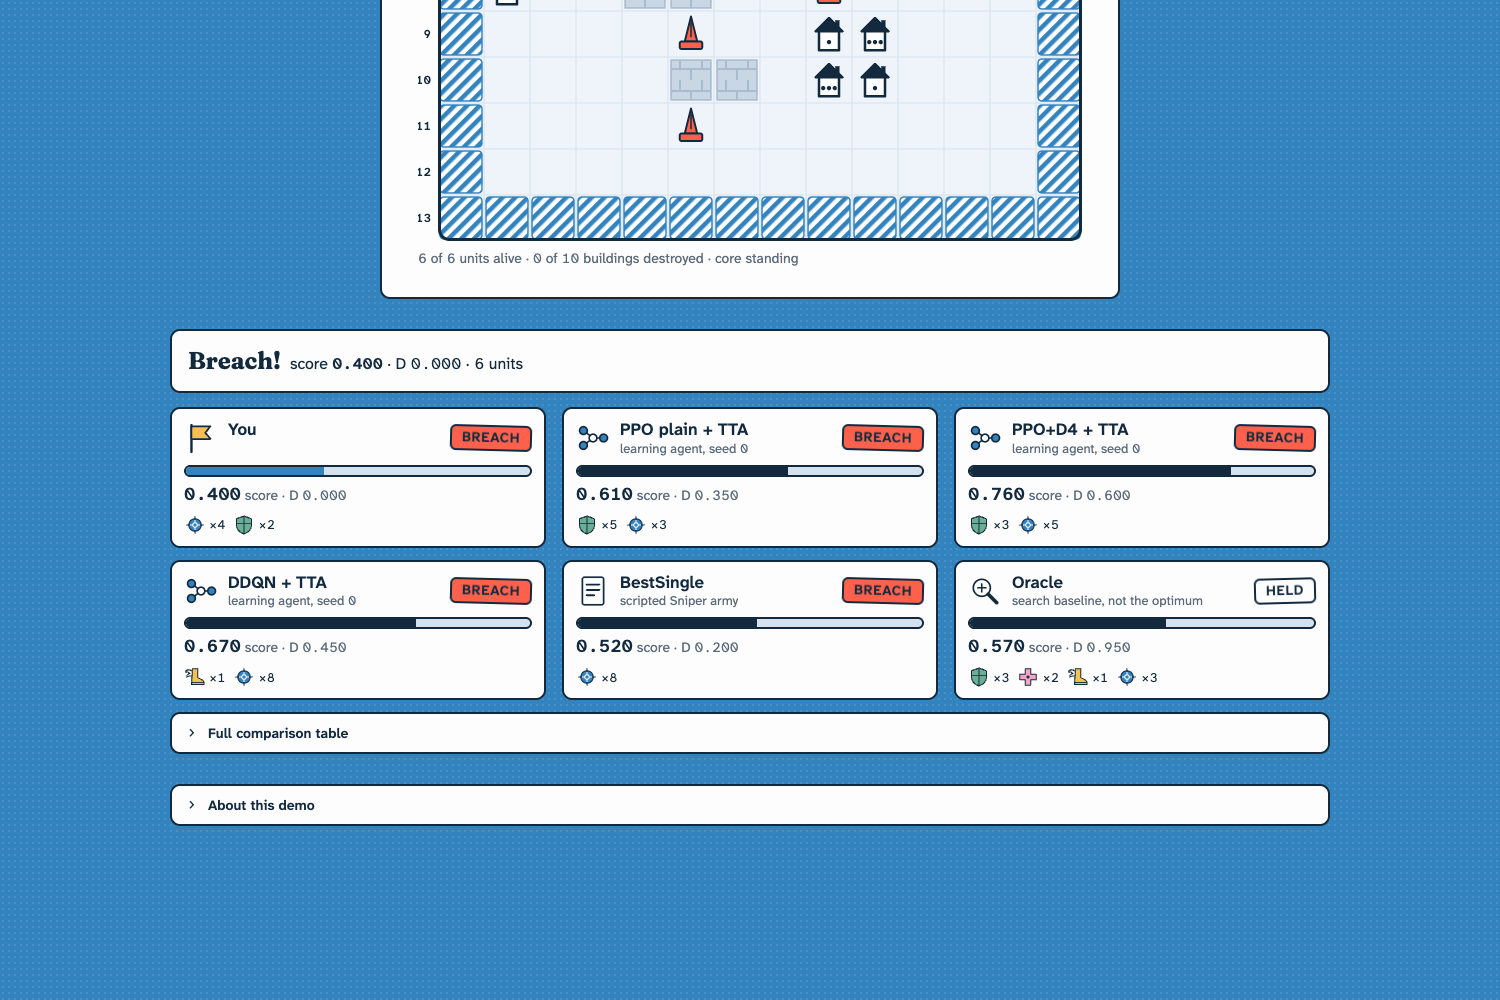 9
10
11
12
13
6 of 6 units alive · 0 of 10 buildings destroyed · core standing
Breach! score 0.400 · D 0.000 · 6 units
You BREACH
0.400 score · D 0.000
×4 ×2
PPO plain + TTA BREACH
learning agent, seed 0
0.610 score · D 0.350
×5 ×3
PPO+D4 + TTA BREACH
learning agent, seed 0
0.760 score · D 0.600
×3 ×5
DDQN + TTA BREACH
learning agent, seed 0
0.670 score · D 0.450
×1 ×8
BestSingle BREACH
scripted Sniper army
0.520 score · D 0.200
×8
Oracle HELD
search baseline, not the optimum
0.570 score · D 0.950
×3 ×2 ×1 ×3
Full comparison table
About this demo